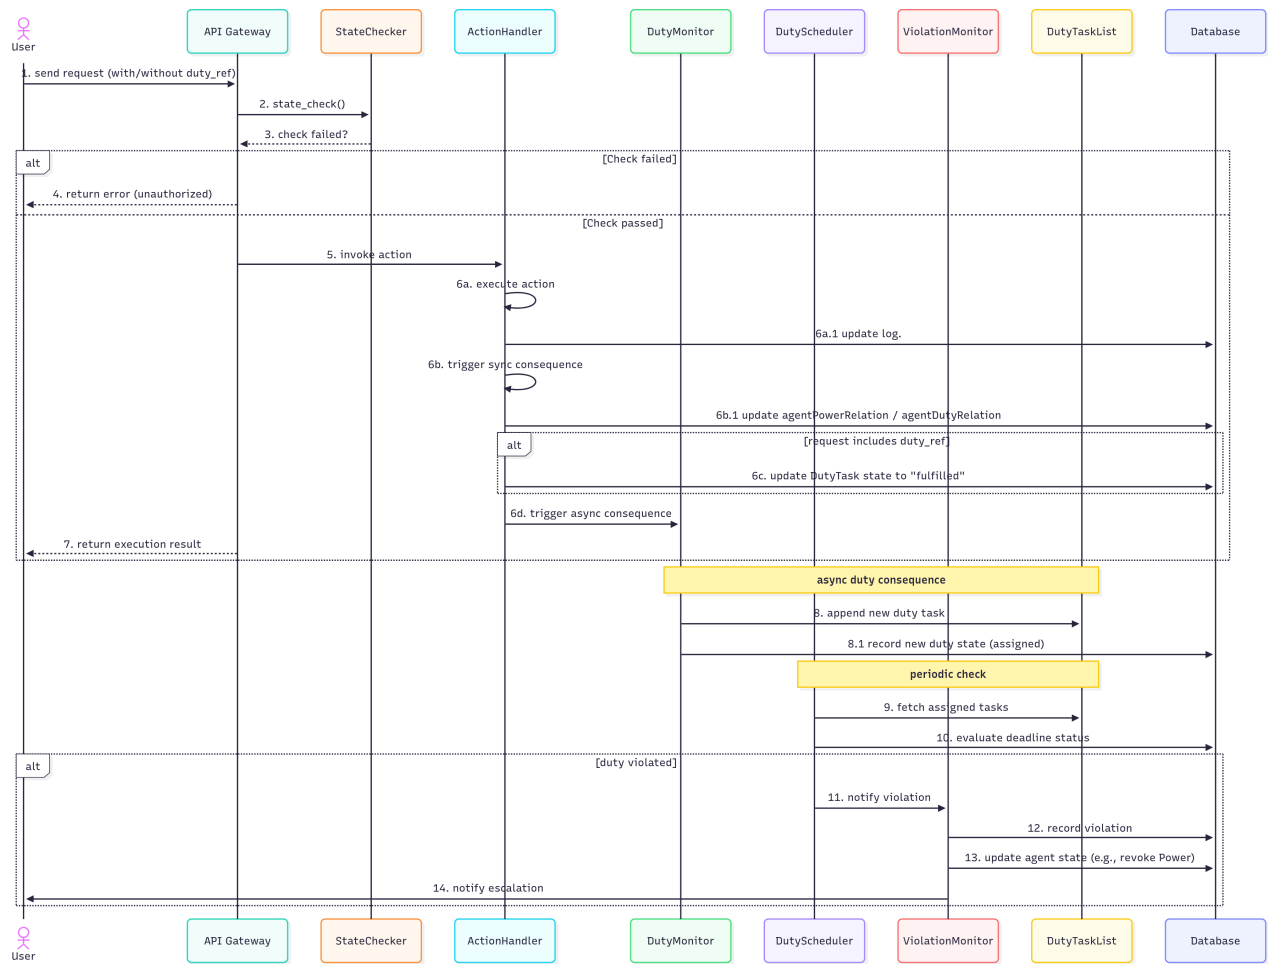 User
API Gateway
StateChecker
ActionHandler
DutyMonitor
DutyScheduler
ViolationMonitor
DutyTaskList
Database
1. send request (with/without duty_ref)
2. state_check()
3. check failed?
alt
[Check failed]
4. return error (unauthorized)
[Check passed]
5. invoke action
6a. execute action
6a.1 update log.
6b. trigger sync consequence
6b.1 update agentPowerRelation / agentDutyRelation
alt
[request includes duty_ref]
6c. update DutyTask state to "fulfilled"
6d. trigger async consequence
7. return execution result
async duty consequence
8. append new duty task
8.1 record new duty state (assigned)
periodic check
9. fetch assigned tasks
10. evaluate deadline status
alt
[duty violated]
11. notify violation
12. record violation
13. update agent state (e.g., revoke Power)
14. notify escalation
User
API Gateway
StateChecker
ActionHandler
DutyMonitor
DutyScheduler
ViolationMonitor
DutyTaskList
Database